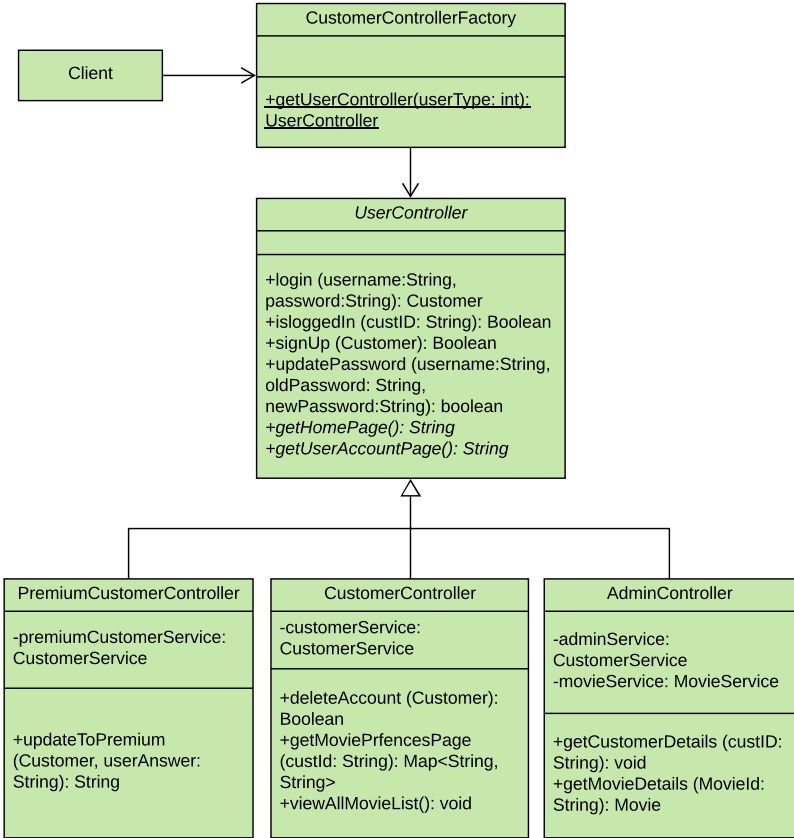 CustomerControllerFactory
Client
+getUserController(userType: int):
UserController
UserController
+login (username:String,
password:String): Customer
+isloggedIn (custID: String): Boolean
+signUp (Customer): Boolean
+updatePassword (username:String,
oldPassword: String,
newPassword:String): boolean
+getHomePage(): String
+getUserAccountPage(): String
PremiumCustomerController
-premiumCustomerService:
CustomerService
+updateToPremium
(Customer, userAnswer:
String): String
CustomerController
-customerService:
CustomerService
+deleteAccount (Customer):
Boolean
+getMoviePrfencesPage
(custId: String): Map<String,
String>
+viewAllMovieList(): void
AdminController
-adminService:
CustomerService
-movieService: MovieService
+getCustomerDetails (custID:
String): void
+getMovieDetails (MovieId:
String): Movie